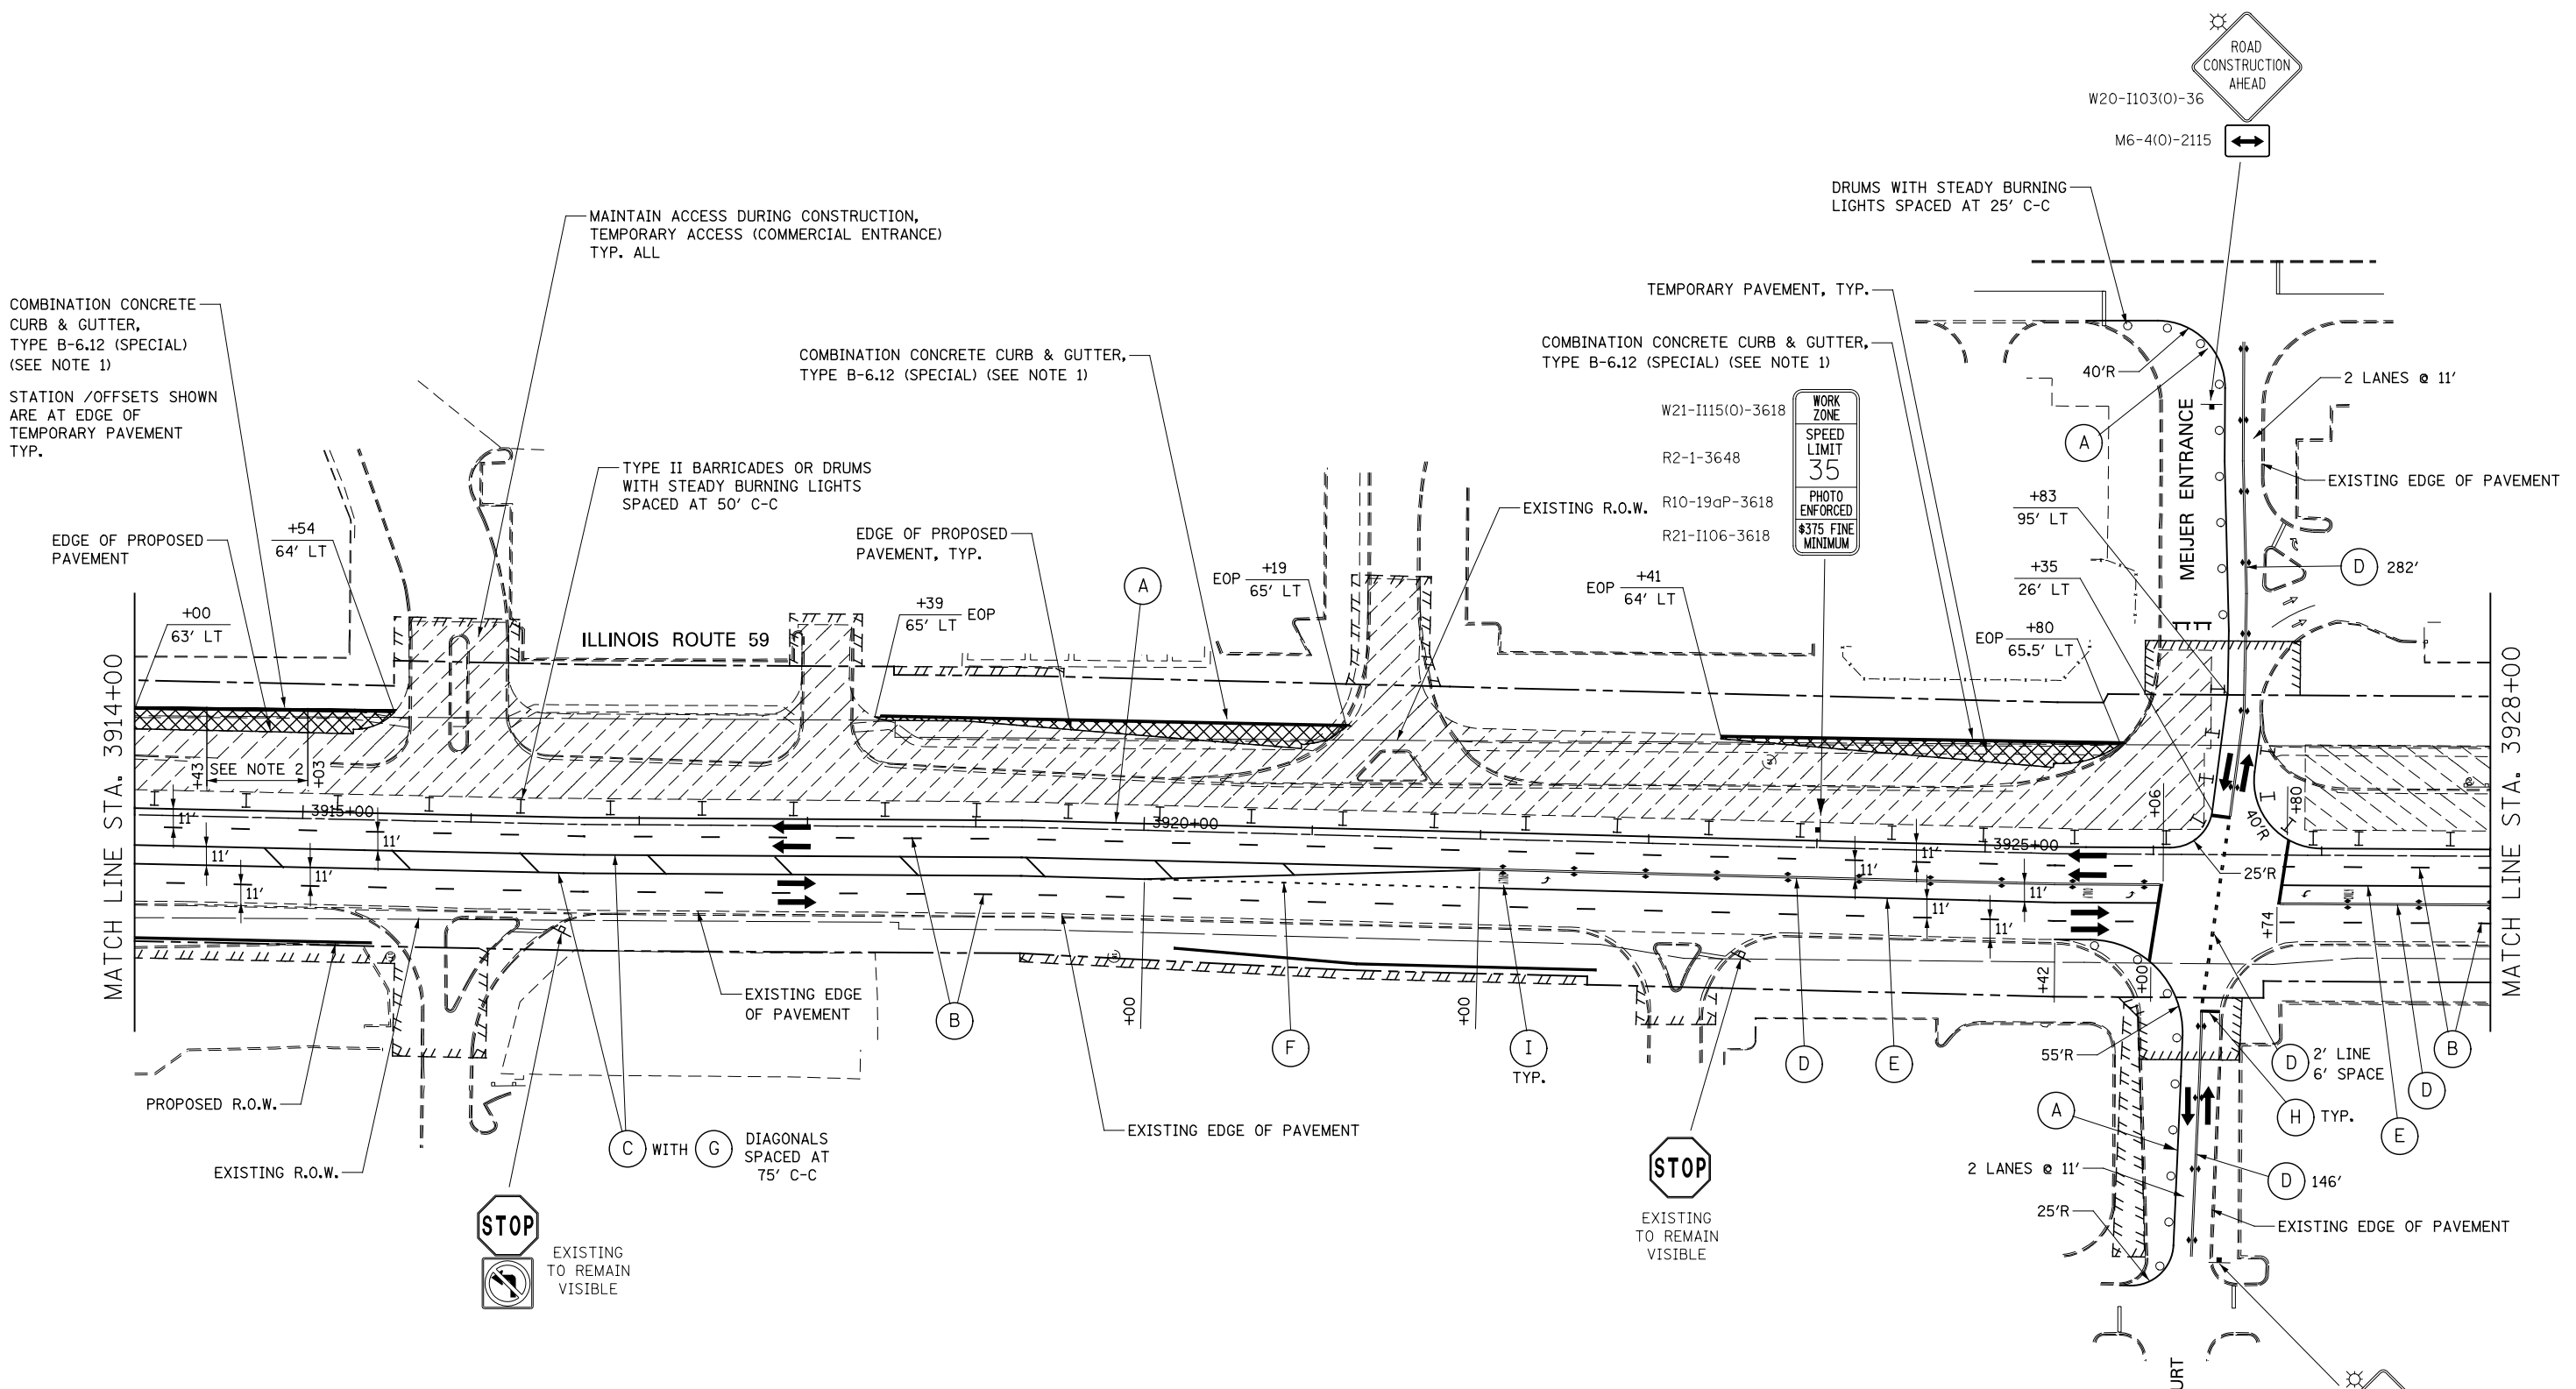 ROAD
CONSTRUCTION
AHEAD
W20-I103(O)-36
M6-4(O)-2115
DRUMS WITH STEADY BURNING
LIGHTS SPACED AT 25' C-C
MAINTAIN ACCESS DURING CONSTRUCTION,
TEMPORARY ACCESS (COMMERCIAL ENTRANCE)
TYP. ALL
COMBINATION CONCRETE
CURB & GUTTER,
TYPE B-6.12 (SPECIAL)
(SEE NOTE 1)
STATION /OFFSETS SHOWN
ARE AT EDGE OF
TEMPORARY PAVEMENT
TYP.
TEMPORARY PAVEMENT, TYP.
COMBINATION CONCRETE CURB & GUTTER,
TYPE B-6.12 (SPECIAL) (SEE NOTE 1)
COMBINATION CONCRETE CURB & GUTTER,
TYPE B-6.12 (SPECIAL) (SEE NOTE 1)
40'R
2 LANES @ 11'
W21-I115(O)-3618
WORK
ZONE
R2-1-3648
SPEED
LIMIT
35
R10-19aP-3618
PHOTO
ENFORCED
R21-I106-3618
$375 FINE
MINIMUM
A
MEIJER ENTRANCE
EXISTING EDGE OF PAVEMENT
TYPE II BARRICADES OR DRUMS
WITH STEADY BURNING LIGHTS
SPACED AT 50' C-C
EXISTING R.O.W.
+83
95' LT
EDGE OF PROPOSED
PAVEMENT
+54
64' LT
EDGE OF PROPOSED
PAVEMENT, TYP.
A
EOP +19
65' LT
EOP +41
64' LT
+35
26' LT
D 282'
+00
63' LT
ILLINOIS ROUTE 59
+39
65' LT EOP
EOP +80
65.5' LT
MATCH LINE STA. 3914+00
MATCH LINE STA. 3928+00
+43
SEE NOTE 2
+03
+06
+80
40'R
11'
3915+00
11'
3920+00
3925+00
11'
11'
11'
11'
25'R
11'
11'
11'
11'
11'
+74
+42
+00
EXISTING EDGE
OF PAVEMENT
B
+00
F
+00
I
TYP.
D
E
55'R
D 2' LINE
6' SPACE
B
D
PROPOSED R.O.W.
A
H TYP.
E
C WITH G DIAGONALS
SPACED AT
75' C-C
EXISTING EDGE OF PAVEMENT
EXISTING R.O.W.
STOP
EXISTING
TO REMAIN
VISIBLE
STOP
EXISTING
TO REMAIN
VISIBLE
2 LANES @ 11'
D 146'
25'R
EXISTING EDGE OF PAVEMENT